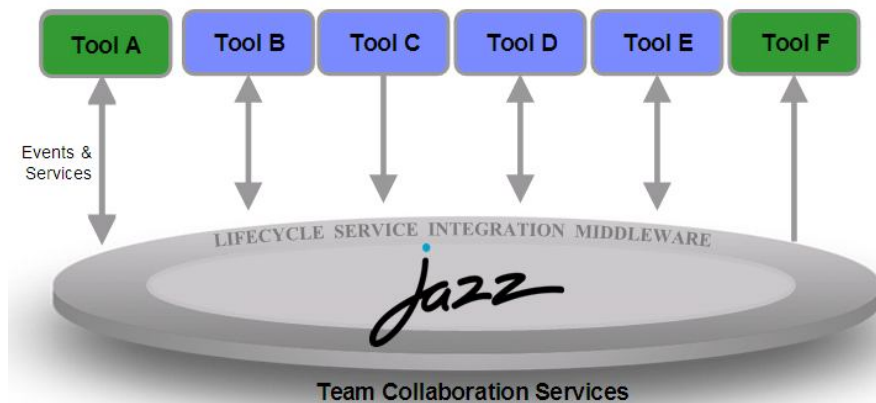 Tool A
Tool B
Tool C
Tool D
Tool E
Tool F
Events &
Services
LIFECYCLE SERVICE INTEGRATION MIDDLEWARE
jazz
Team Collaboration Services